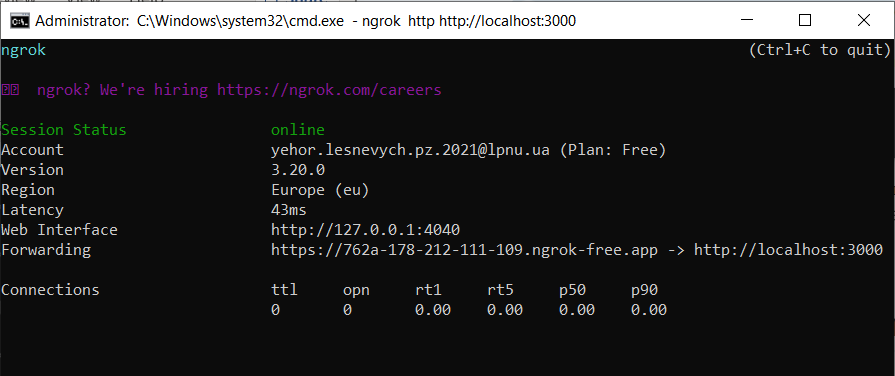 Administrator: C:\Windows\system32\cmd.exe - ngrok http http://localhost:3000
ngrok (Ctrl+C to quit)
ngrok? We're hiring https://ngrok.com/careers
Session Status online
Account yehor.lesnevych.pz.2021@lpnu.ua (Plan: Free)
Version 3.20.0
Region Europe (eu)
Latency 43ms
Web Interface http://127.0.0.1:4040
Forwarding https://762a-178-212-111-109.ngrok-free.app -> http://localhost:3000
Connections ttl opn rt1 rt5 p50 p90
0 0 0.00 0.00 0.00 0.00